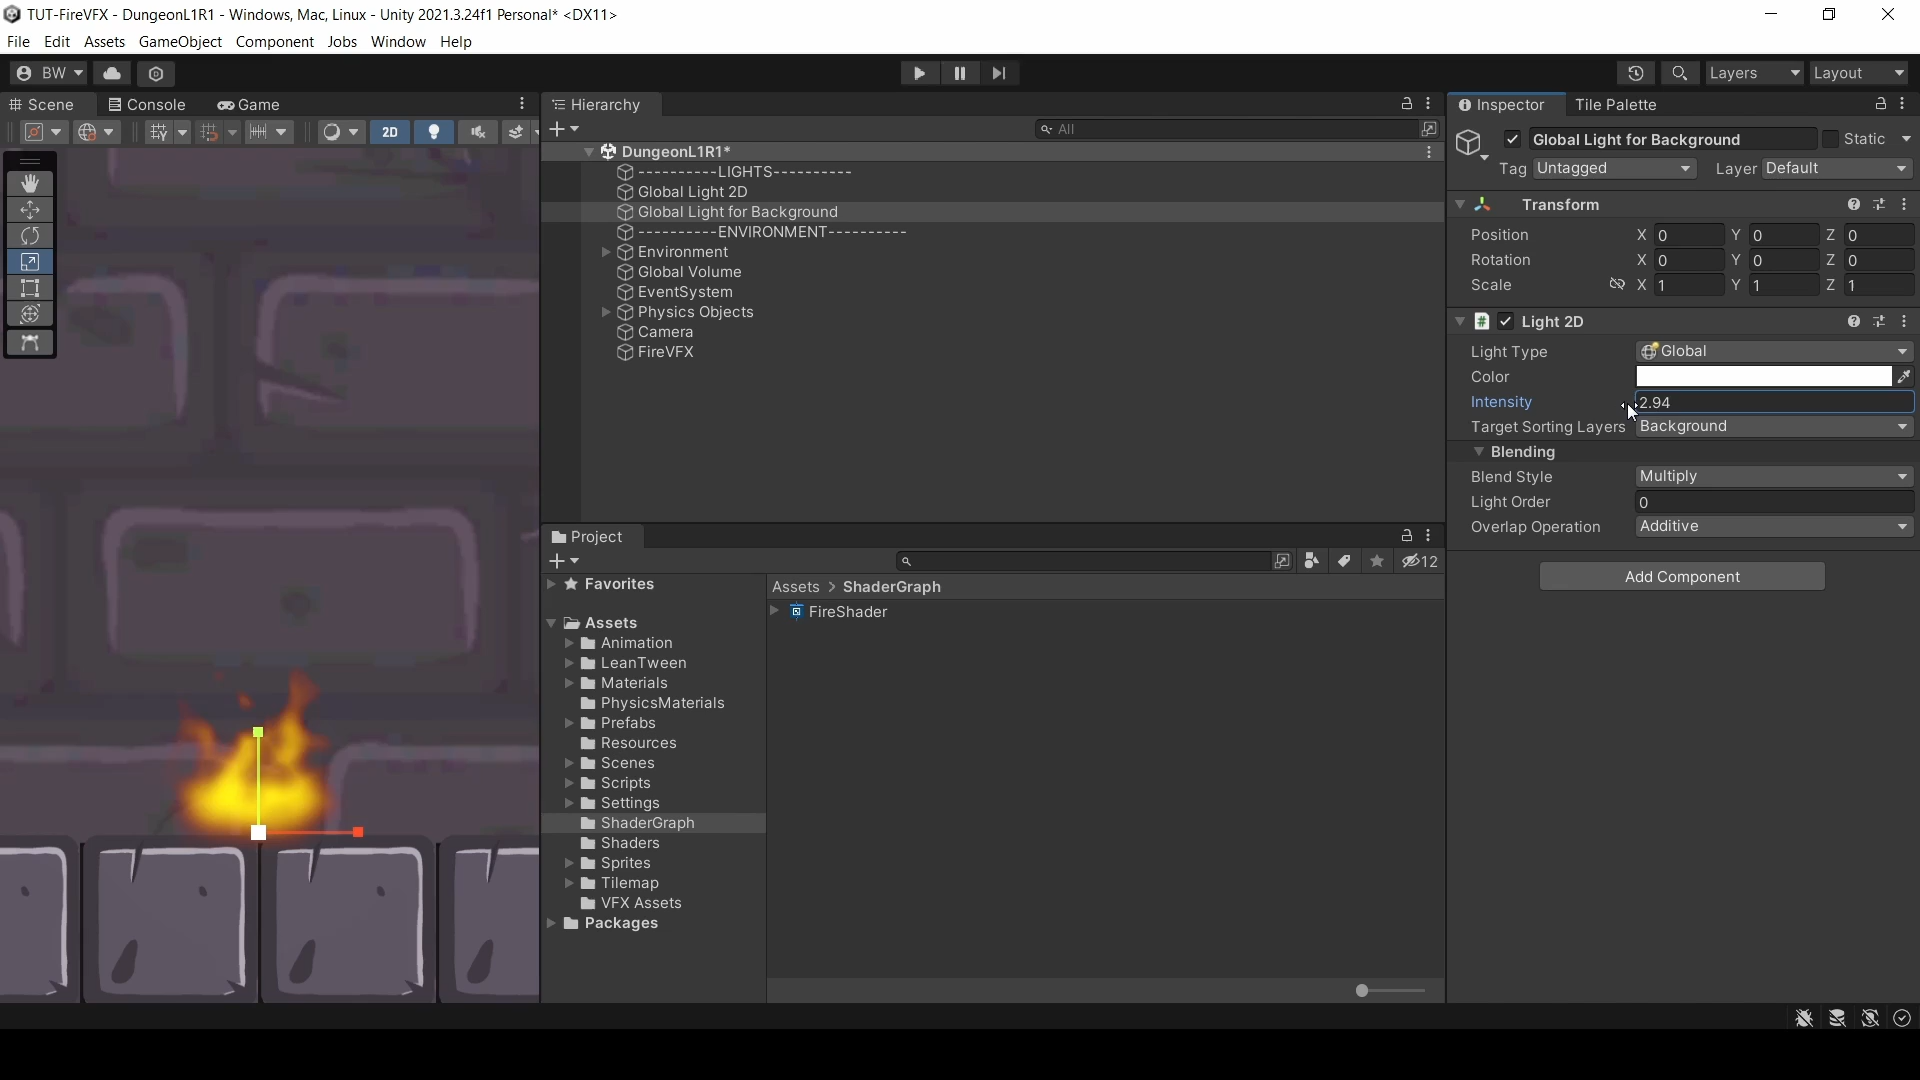 TUT-FireVFX - DungeonL1R1 - Windows, Mac, Linux - Unity 2021.3.24f1 Personal* <DX11>
File Edit Assets GameObject Component Jobs Window Help
BW Layers Layout
Scene Console Game
2D
Hierarchy
All
DungeonL1R1*
----------LIGHTS----------
Global Light 2D
Global Light for Background
----------ENVIRONMENT----------
Environment
Global Volume
EventSystem
Physics Objects
Camera
FireVFX
Project
12
Favorites
Assets
Animation
LeanTween
Materials
PhysicsMaterials
Prefabs
Resources
Scenes
Scripts
Settings
ShaderGraph
Shaders
Sprites
Tilemap
VFX Assets
Packages
Assets > ShaderGraph
FireShader
Inspector Tile Palette
Global Light for Background Static
Tag Untagged Layer Default
Transform
Position X 0 Y 0 Z 0
Rotation X 0 Y 0 Z 0
Scale X 1 Y 1 Z 1
# Light 2D
Light Type Global
Color
Intensity 2.94
Target Sorting Layers Background
Blending
Blend Style Multiply
Light Order 0
Overlap Operation Additive
Add Component